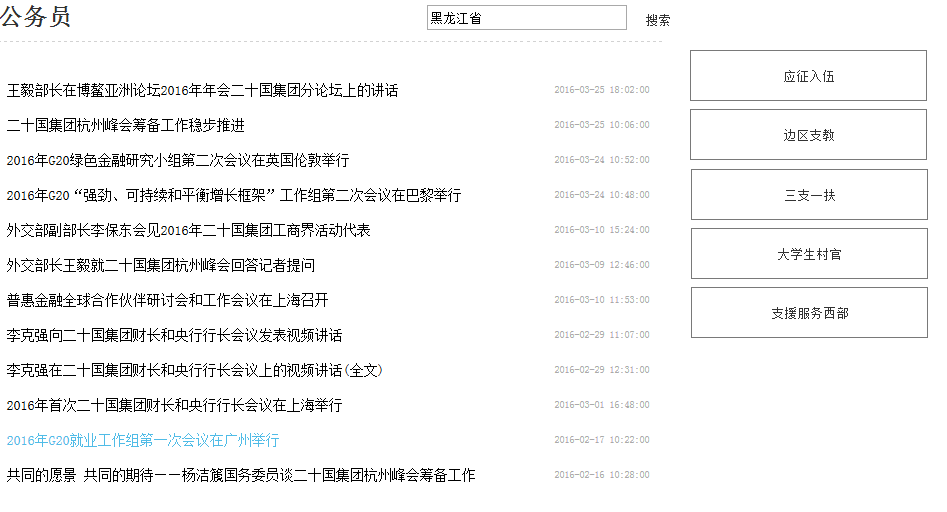 公务员
黑龙江省 搜索
王毅部长在博鳌亚洲论坛2016年年会二十国集团分论坛上的讲话 2016-03-25 18:02:00
二十国集团杭州峰会筹备工作稳步推进 2016-03-25 10:06:00
2016年G20绿色金融研究小组第二次会议在英国伦敦举行 2016-03-24 10:52:00
2016年G20“强劲、可持续和平衡增长框架”工作组第二次会议在巴黎举行 2016-03-24 10:48:00
外交部副部长李保东会见2016年二十国集团工商界活动代表 2016-03-10 15:24:00
外交部长王毅就二十国集团杭州峰会回答记者提问 2016-03-09 12:46:00
普惠金融全球合作伙伴研讨会和工作会议在上海召开 2016-03-10 11:53:00
李克强向二十国集团财长和央行行长会议发表视频讲话 2016-02-29 11:07:00
李克强在二十国集团财长和央行行长会议上的视频讲话(全文) 2016-02-29 12:31:00
2016年首次二十国集团财长和央行行长会议在上海举行 2016-03-01 16:48:00
2016年G20就业工作组第一次会议在广州举行 2016-02-17 10:22:00
共同的愿景 共同的期待——杨洁篪国务委员谈二十国集团杭州峰会筹备工作 2016-02-16 10:28:00
应征入伍
边区支教
三支一扶
大学生村官
支援服务西部